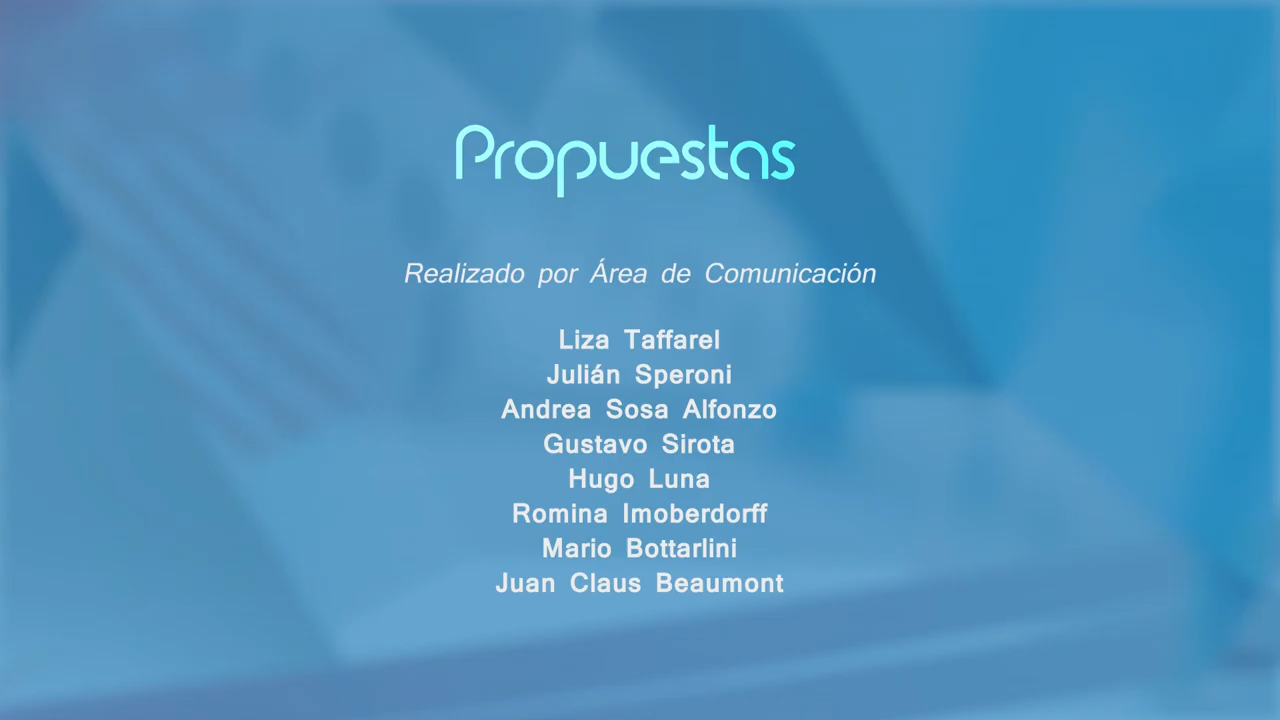 Propuestas
Realizado por Área de Comunicación
Liza Taffarel
Julián Speroni
Andrea Sosa Alfonzo
Gustavo Sirota
Hugo Luna
Romina Imoberdorff
Mario Bottarlini
Juan Claus Beaumont